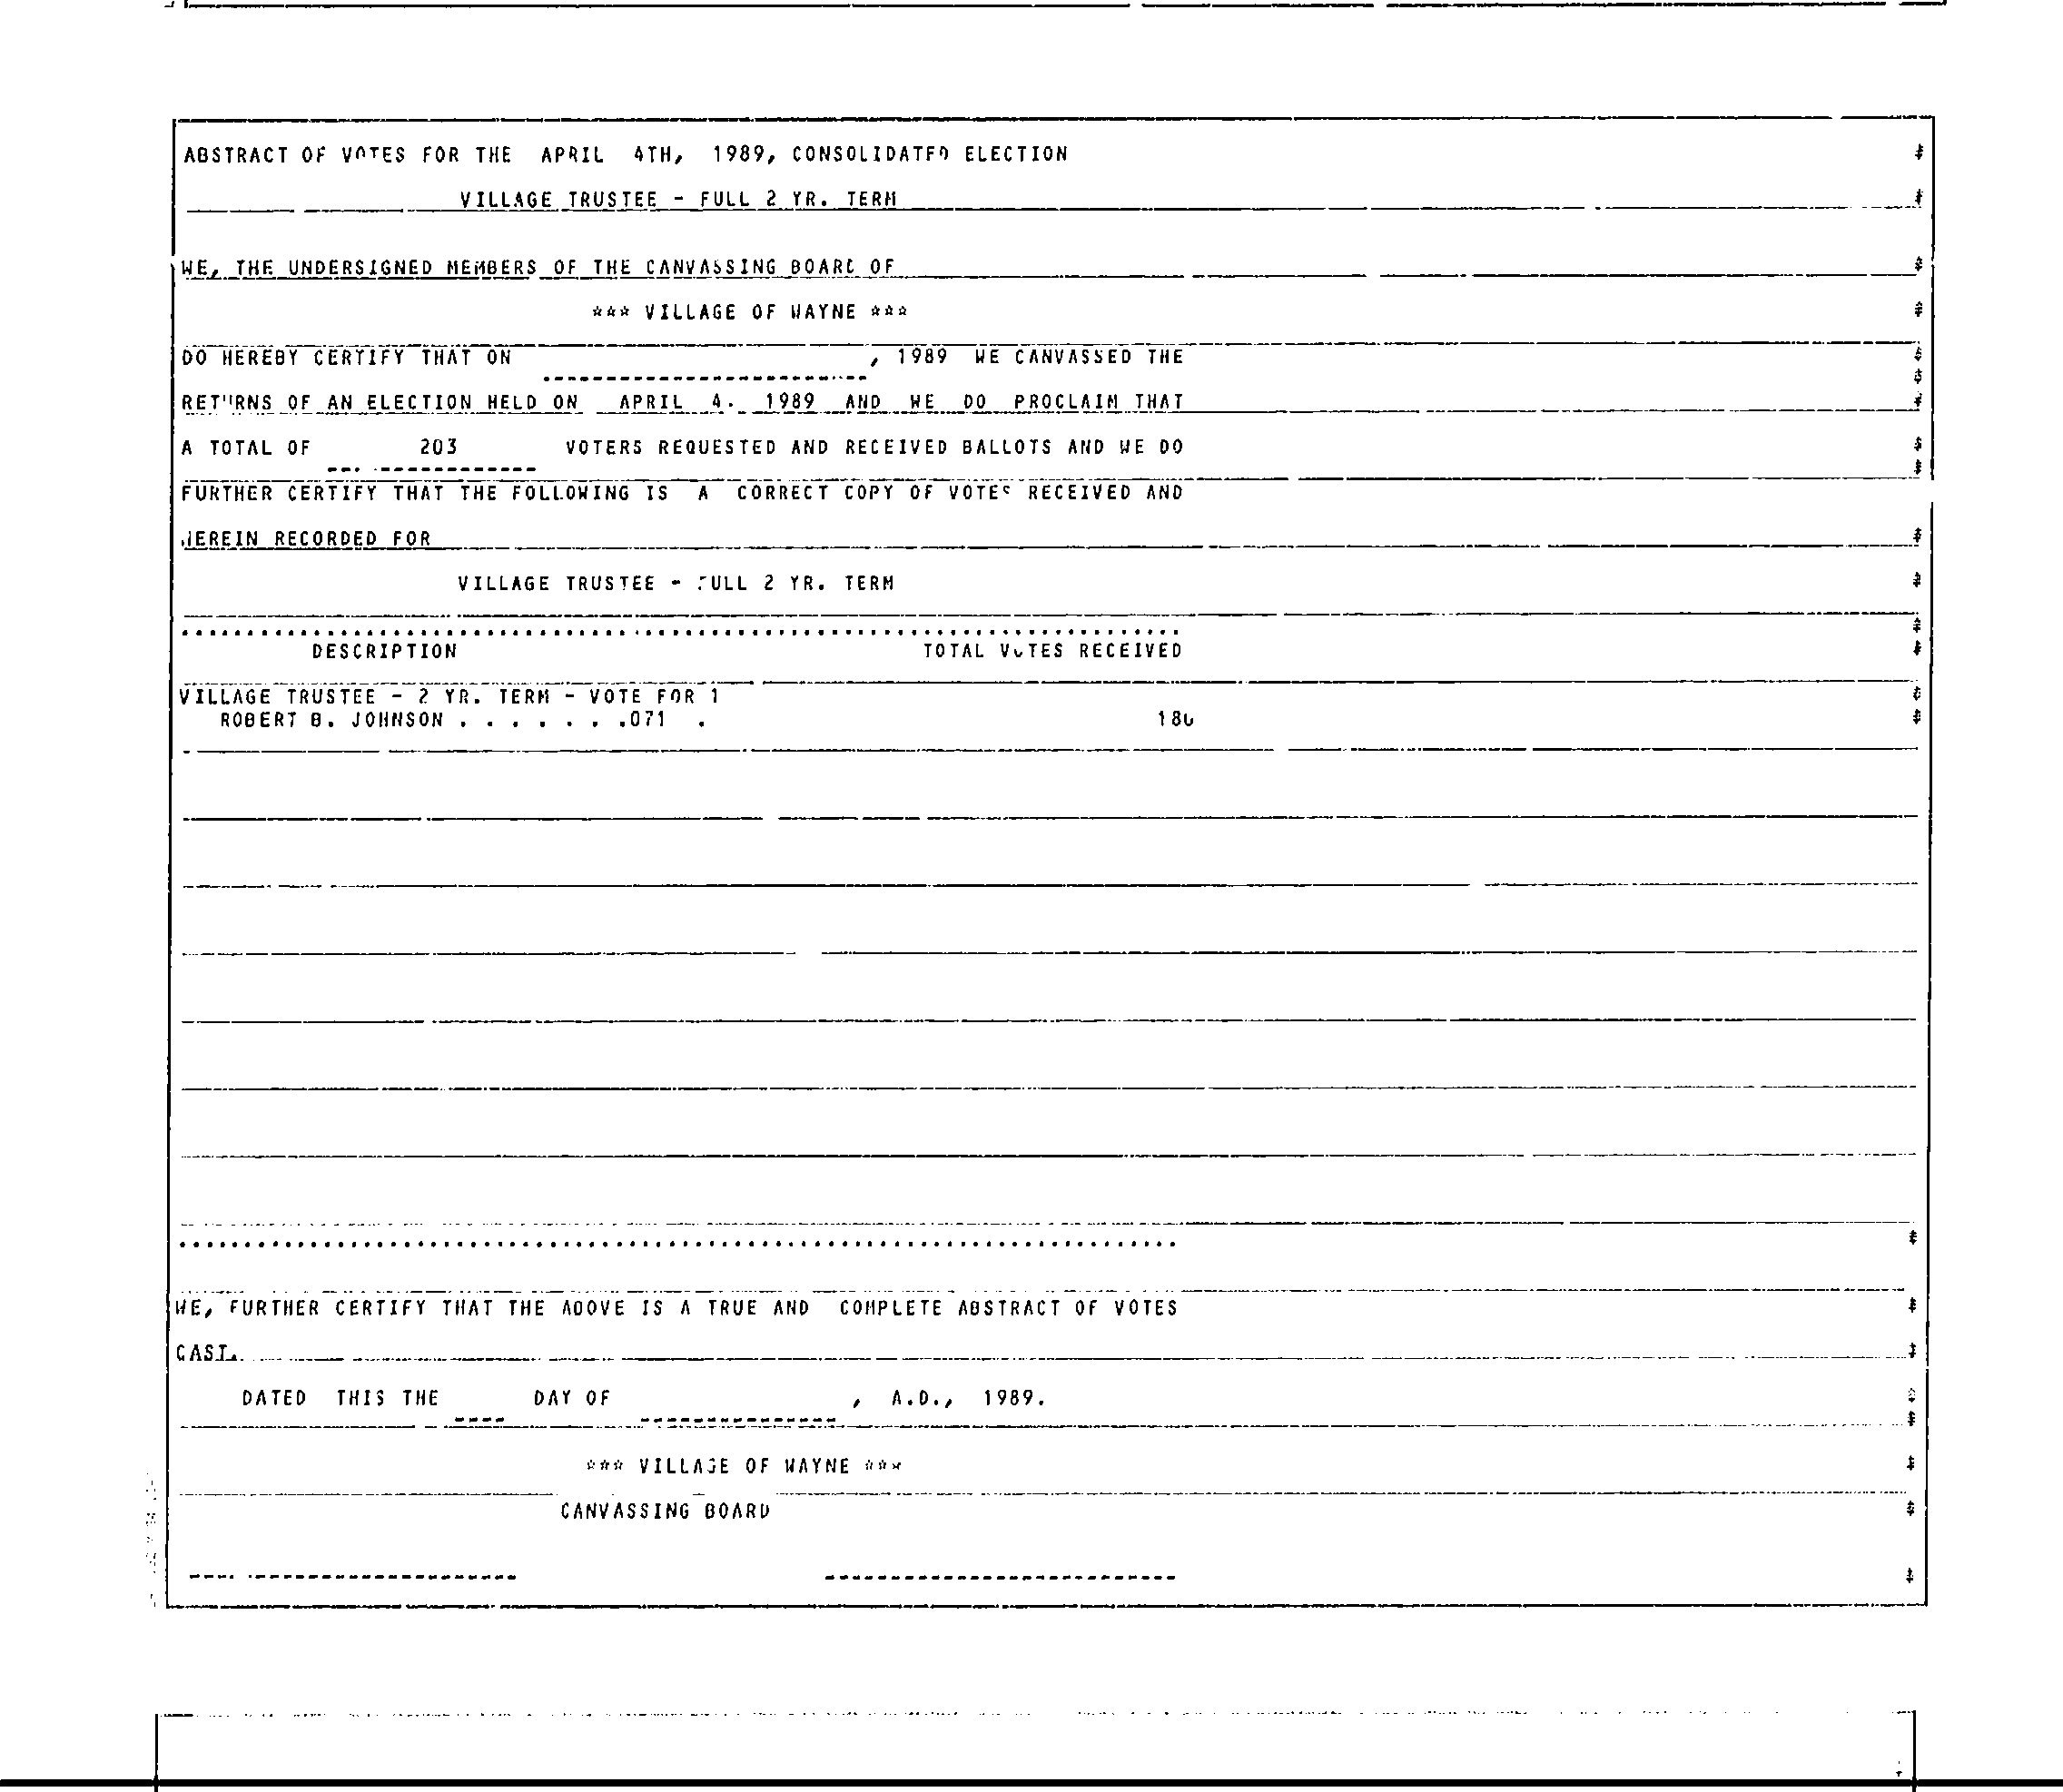 ABSTRACT OF VOTES FOR THE APRIL 4TH, 1989, CONSOLIDATED ELECTION
VILLAGE TRUSTEE - FULL 2 YR. TERM
WE, THE UNDERSIGNED MEMBERS OF THE CANVASSING BOARD OF
*** VILLAGE OF WAYNE ***
DO HEREBY CERTIFY THAT ON , 1989 WE CANVASSED THE
RETURNS OF AN ELECTION HELD ON APRIL 4. 1989 AND WE DO PROCLAIM THAT
A TOTAL OF 203 VOTERS REQUESTED AND RECEIVED BALLOTS AND WE DO
FURTHER CERTIFY THAT THE FOLLOWING IS A CORRECT COPY OF VOTES RECEIVED AND
HEREIN RECORDED FOR
VILLAGE TRUSTEE - FULL 2 YR. TERM
DESCRIPTION TOTAL VOTES RECEIVED
VILLAGE TRUSTEE - 2 YR. TERM - VOTE FOR 1
ROBERT B. JOHNSON . . . . . . .071 .
WE, FURTHER CERTIFY THAT THE ABOVE IS A TRUE AND COMPLETE ABSTRACT OF VOTES
CAST.
DATED THIS THE DAY OF , A.D., 1989.
*** VILLAGE OF WAYNE ***
CANVASSING BOARD